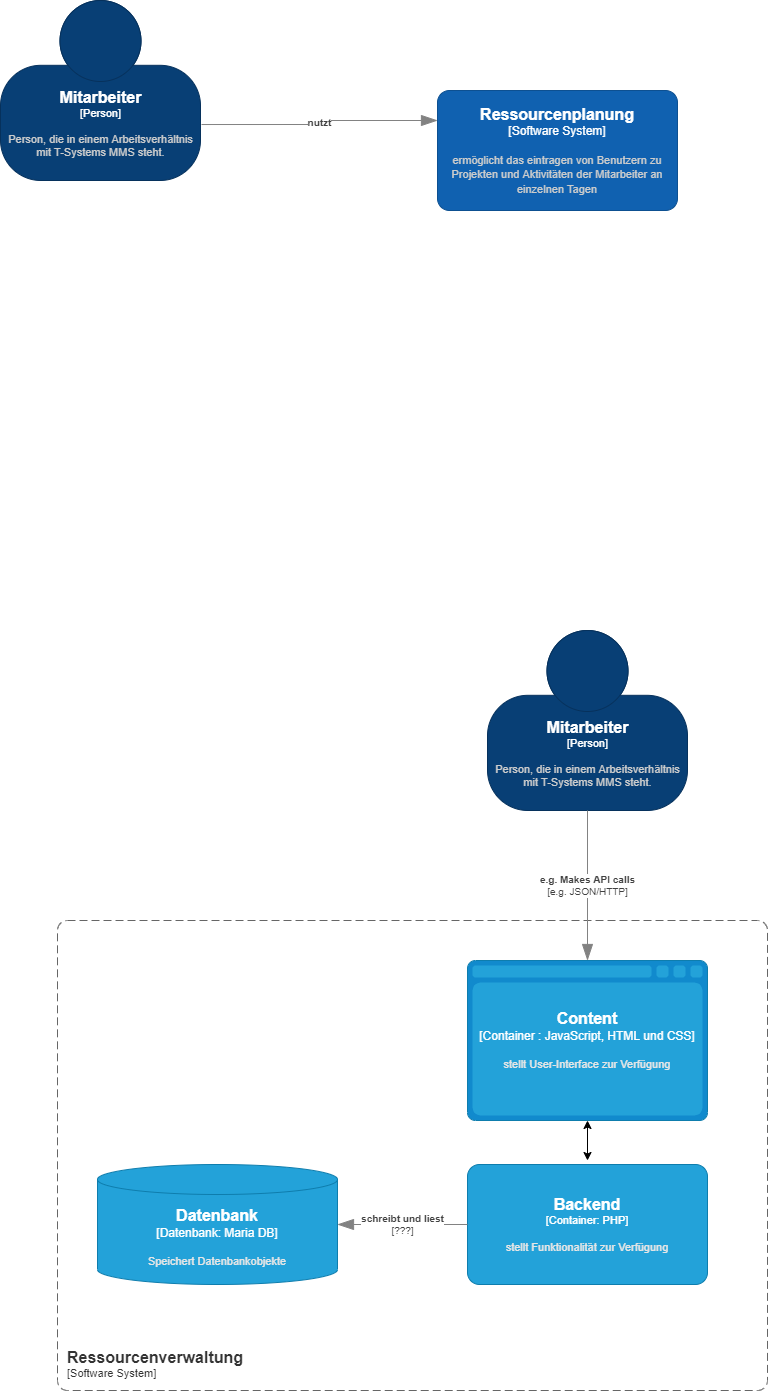 Mitarbeiter
[Person]
Person, die in einem Arbeitsverhältnis
mit T-Systems MMS steht.
nutzt
Ressourcenplanung
[Software System]
ermöglicht das eintragen von Benutzern zu
Projekten und Aktivitäten der Mitarbeiter an
einzelnen Tagen
Mitarbeiter
[Person]
Person, die in einem Arbeitsverhältnis
mit T-Systems MMS steht.
e.g. Makes API calls
[e.g. JSON/HTTP]
Content
[Container : JavaScript, HTML und CSS]
stellt User-Interface zur Verfügung
Datenbank
[Datenbank: Maria DB]
Speichert Datenbankobjekte
schreibt und liest
[???]
Backend
[Container: PHP]
stellt Funktionalität zur Verfügung
Ressourcenverwaltung
[Software System]